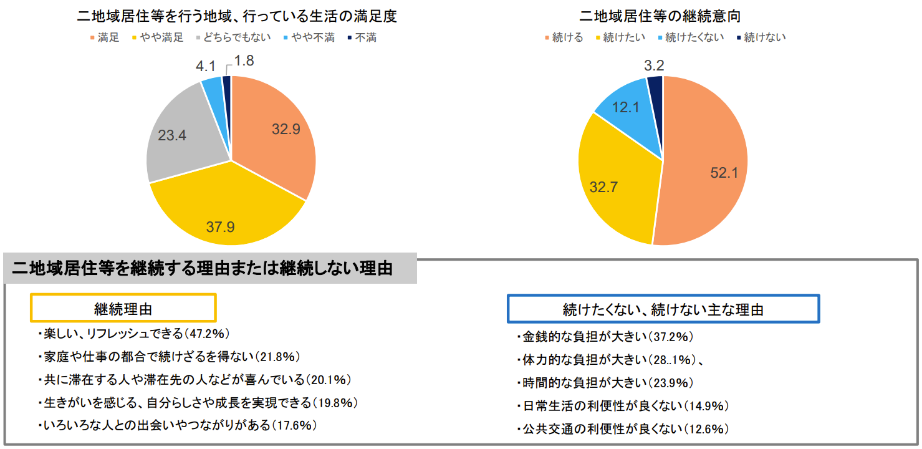 二地域居住等を行う地域、行っている生活の満足度
満足 やや満足 どちらでもない やや不満 不満
1.8
4.1
23.4
32.9
37.9
二地域居住等の継続意向
続ける 続けたい 続けたくない 続けない
3.2
12.1
32.7
52.1
二地域居住等を継続する理由または継続しない理由
継続理由
・楽しい、リフレッシュできる(47.2%)
・家庭や仕事の都合で続けざるを得ない(21.8%)
・共に滞在する人や滞在先の人などが喜んでいる(20.1%)
・生きがいを感じる、自分らしさや成長を実現できる(19.8%)
・いろいろな人との出会いやつながりがある(17.6%)
続けたくない、続けない主な理由
・金銭的な負担が大きい(37.2%)
・体力的な負担が大きい(28..1%)、
・時間的な負担が大きい(23.9%)
・日常生活の利便性が良くない(14.9%)
・公共交通の利便性が良くない(12.6%)